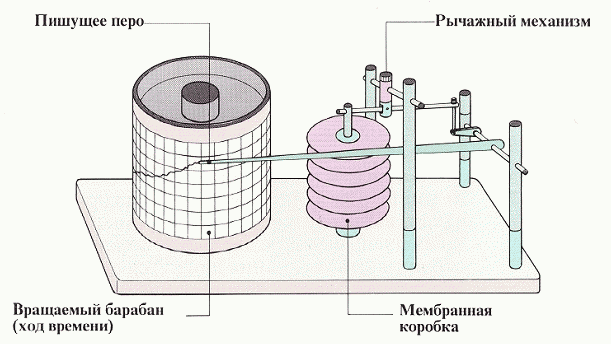 Пишущее перо
Рычажный механизм
Вращаемый барабан
(ход времени)
Мембранная
коробка